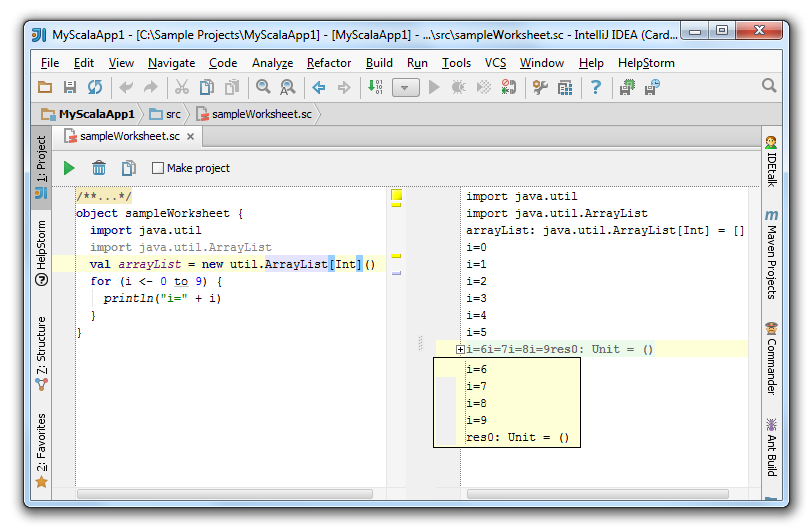 MyScalaApp1 - [C:\Sample Projects\MyScalaApp1] - [MyScalaApp1] - ...\src\sampleWorksheet.sc - IntelliJ IDEA (Card...
File Edit View Navigate Code Analyze Refactor Build Run Tools VCS Window Help HelpStorm
MyScalaApp1 src sampleWorksheet.sc
sampleWorksheet.sc
Make project
1: Project
HelpStorm
7: Structure
2: Favorites
/**...*/
object sampleWorksheet {
import java.util
import java.util.ArrayList
val arrayList = new util.ArrayList[Int]()
for (i <- 0 to 9) {
println("i=" + i)
}
}
import java.util
import java.util.ArrayList
arrayList: java.util.ArrayList[Int] = []
i=0
i=1
i=2
i=3
i=4
i=5
i=6i=7i=8i=9res0: Unit = ()
i=6
i=7
i=8
i=9
res0: Unit = ()
IDEtalk
Maven Projects
Commander
Ant Build